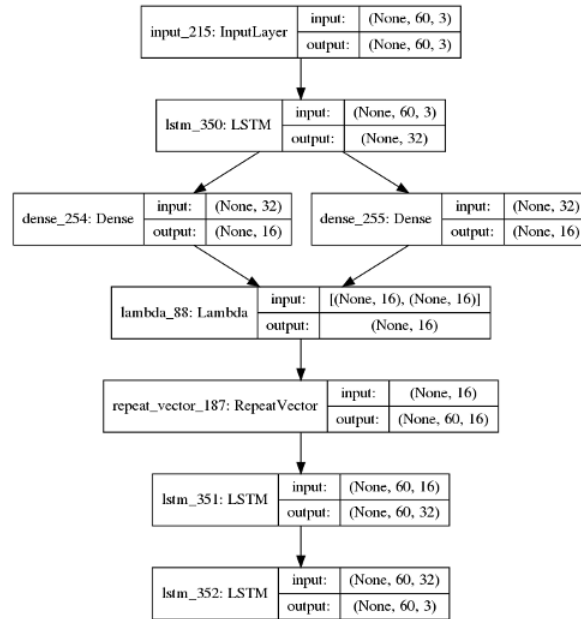 input_215: InputLayer
input: (None, 60, 3)
output: (None, 60, 3)
lstm_350: LSTM
input: (None, 60, 3)
output: (None, 32)
dense_254: Dense
input: (None, 32)
output: (None, 16)
dense_255: Dense
input: (None, 32)
output: (None, 16)
lambda_88: Lambda
input: [(None, 16), (None, 16)]
output: (None, 16)
repeat_vector_187: RepeatVector
input: (None, 16)
output: (None, 60, 16)
lstm_351: LSTM
input: (None, 60, 16)
output: (None, 60, 32)
lstm_352: LSTM
input: (None, 60, 32)
output: (None, 60, 3)